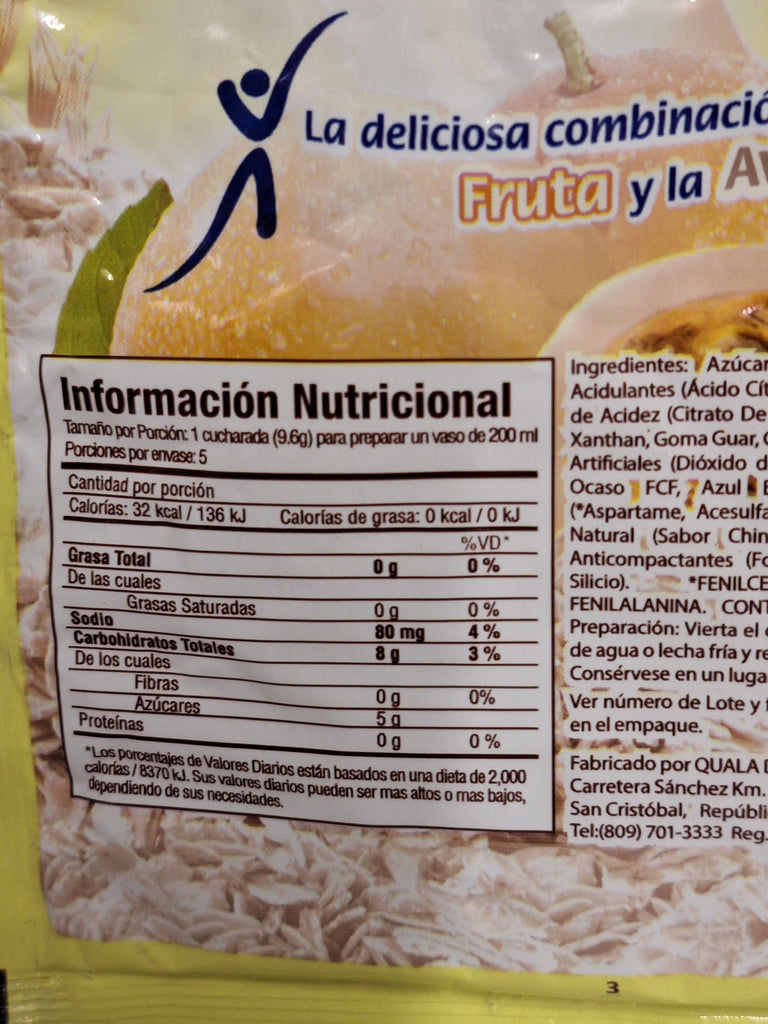 La deliciosa combinació
Fruta y la Av
Información Nutricional
Tamaño por Porción: 1 cucharada (9.6g) para preparar un vaso de 200 ml
Porciones por envase: 5
Cantidad por porción
Calorías: 32 kcal / 136 kJ Calorías de grasa: 0 kcal / 0 kJ
%VD*
Grasa Total 0 g 0 %
De las cuales
Grasas Saturadas 0 g 0 %
Sodio 80 mg 4 %
Carbohidratos Totales 8 g 3 %
De los cuales
Fibras 0 g 0%
Azúcares 5 g
Proteínas 0 g 0 %
*Los porcentajes de Valores Diarios están basados en una dieta de 2,000
calorías / 8370 kJ. Sus valores diarios pueden ser mas altos o mas bajos,
dependiendo de sus necesidades.
Ingredientes: Azúcar
Acidulantes (Ácido Cít
de Acidez (Citrato De
Xanthan, Goma Guar,
Artificiales (Dióxido d
Ocaso FCF, Azul
(*Aspartame, Acesulfa
Natural (Sabor Chin
Anticompactantes (Fo
Silicio). *FENILCE
FENILALANINA. CONT
Preparación: Vierta el
de agua o leche fría y re
Consérvese en un luga
Ver número de Lote y
en el empaque.
Fabricado por QUALA D
Carretera Sánchez Km.
San Cristóbal, Repúbli
Tel:(809) 701-3333 Reg.
3